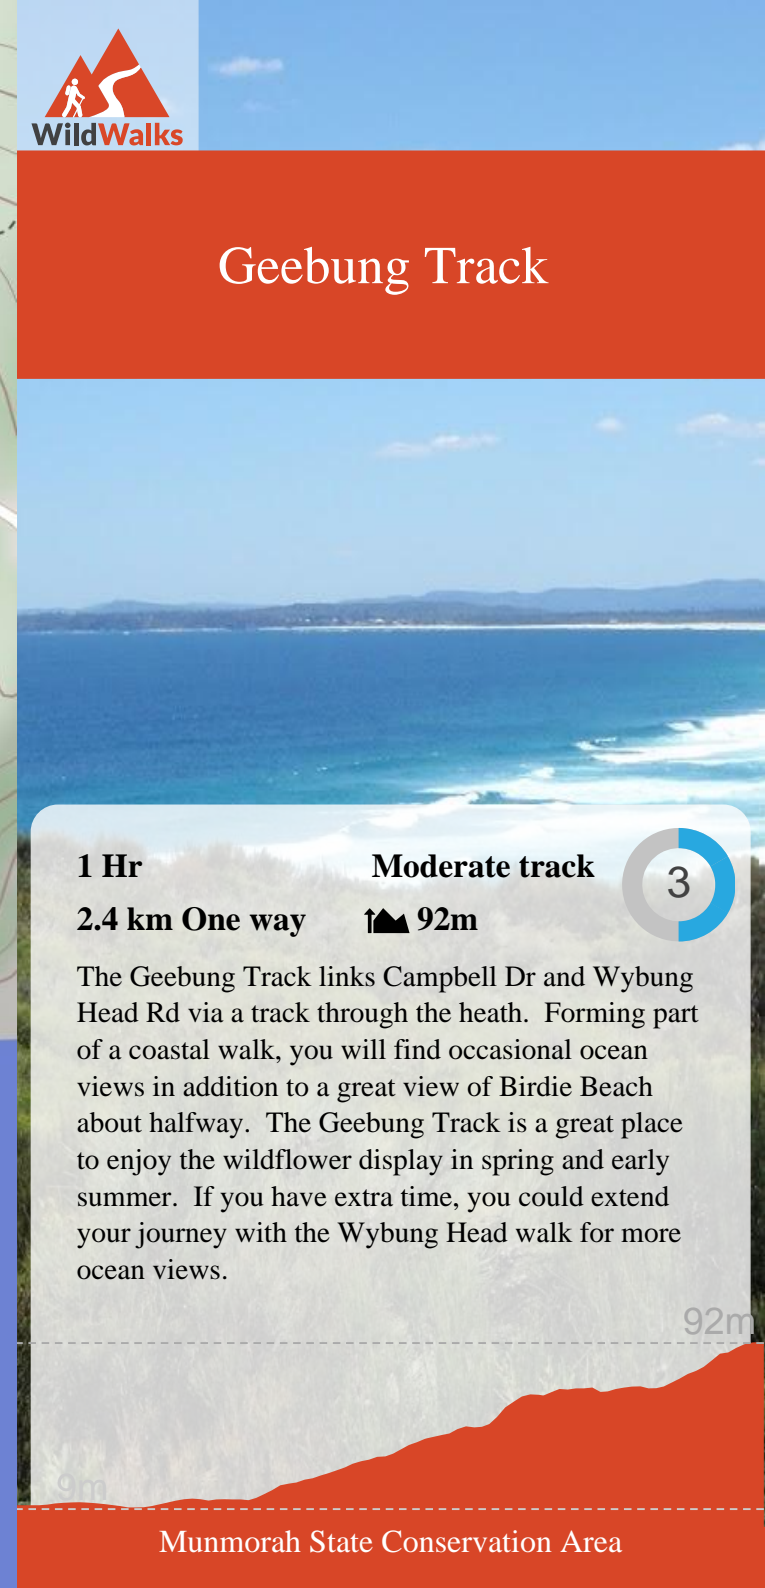 WildWalks
Geebung Track
1 Hr
Moderate track
3
2.4 km One way
92m
The Geebung Track links Campbell Dr and Wybung
Head Rd via a track through the heath.  Forming part
of a coastal walk, you will find occasional ocean
views in addition to a great view of Birdie Beach
about halfway.  The Geebung Track is a great place
to enjoy the wildflower display in spring and early
summer.  If you have extra time, you could extend
your journey with the Wybung Head walk for more
ocean views.
92m
9m
Munmorah State Conservation Area